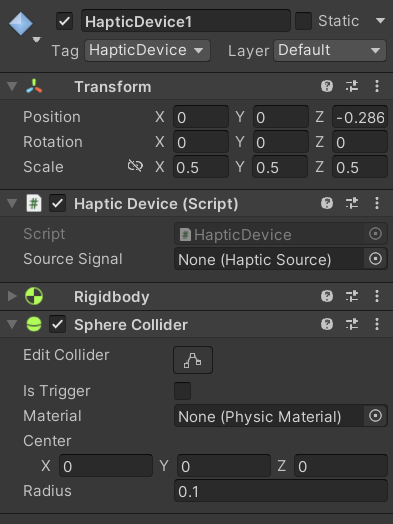 HapticDevice1 Static
Tag HapticDevice Layer Default
Transform
Position X 0 Y 0 Z -0.286
Rotation X 0 Y 0 Z 0
Scale X 0.5 Y 0.5 Z 0.5
# Haptic Device (Script)
Script # HapticDevice
Source Signal None (Haptic Source)
Rigidbody
Sphere Collider
Edit Collider
Is Trigger
Material None (Physic Material)
Center
X 0 Y 0 Z 0
Radius 0.1